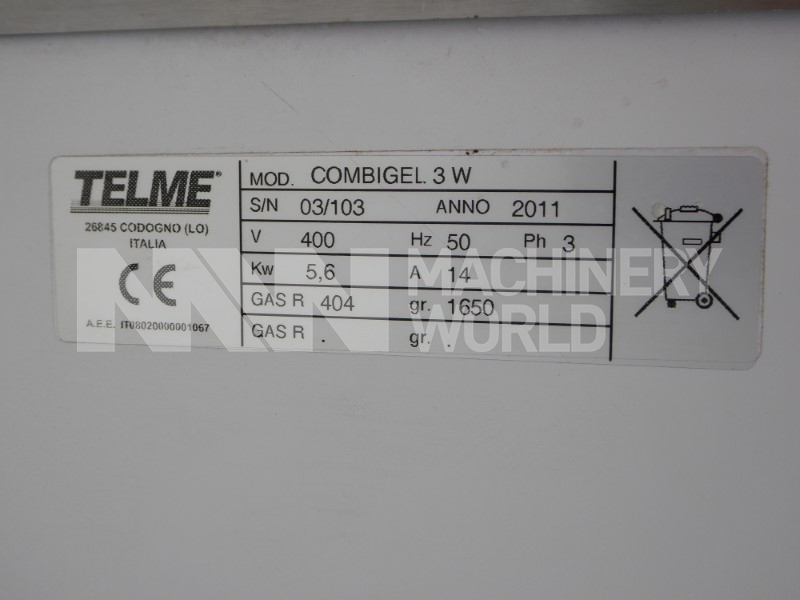 TELME®
26845 CODOGNO (LO)
ITALIA
CE
A.E.E. IT08020000001067
MOD. COMBIGEL 3 W
S/N 03/103 ANNO 2011
V 400 Hz 50 Ph 3
Kw 5,6 A 14
GAS R 404 gr. 1650
GAS R . gr. .
MACHINERY
WORLD